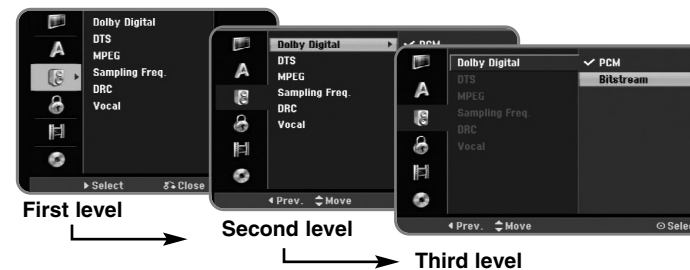 Dolby Digital
DTS
MPEG
Sampling Freq.
DRC
Vocal
A
Select
Close
First level
Dolby Digital
DTS
MPEG
Sampling Freq.
DRC
Vocal
A
PCM
Prev. Move
Second level
Dolby Digital
DTS
MPEG
Sampling Freq.
DRC
Vocal
A
PCM
Bitstream
Prev. Move
Third level